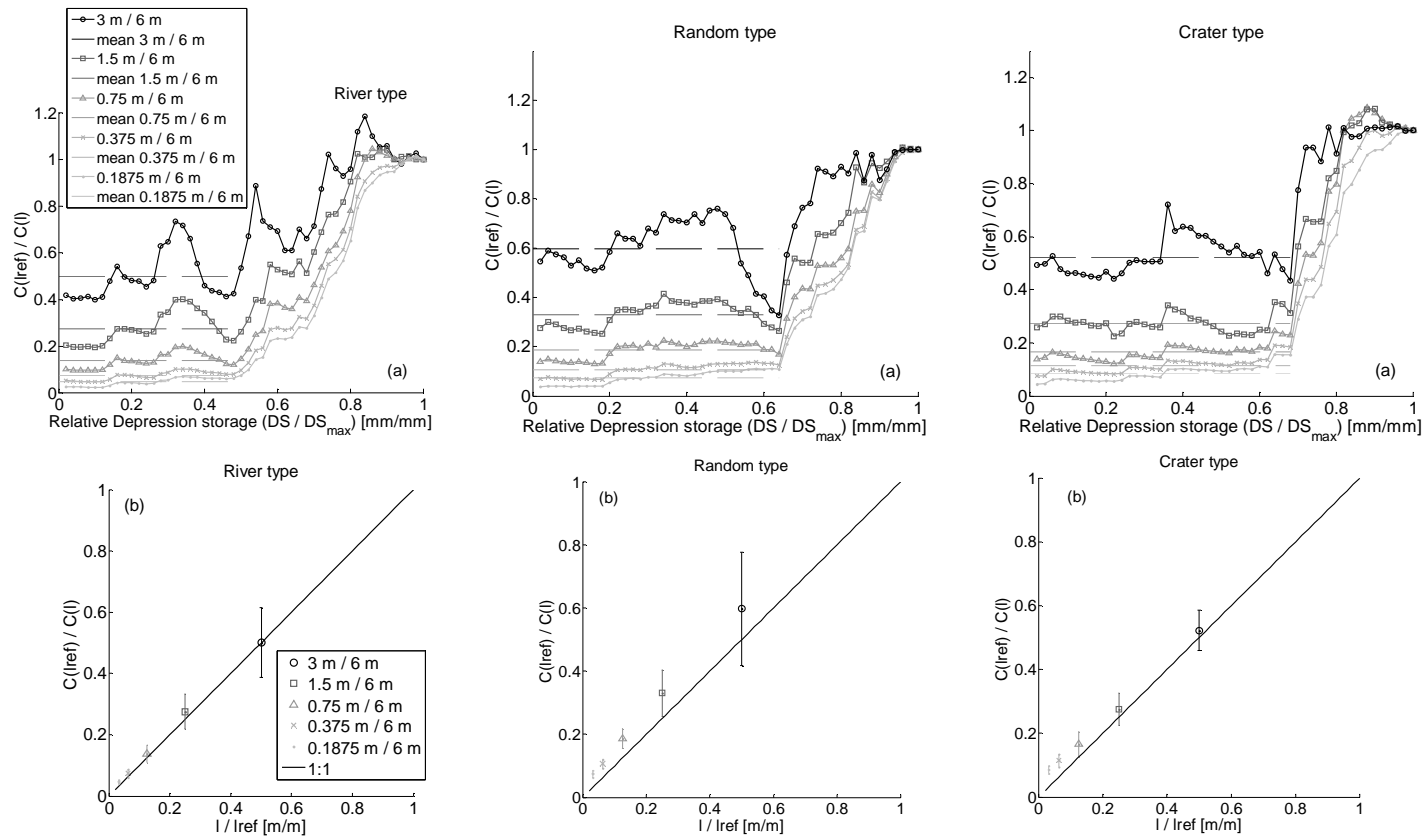 3 m / 6 m
mean 3 m / 6 m
1.5 m / 6 m
mean 1.5 m / 6 m
0.75 m / 6 m
mean 0.75 m / 6 m
0.375 m / 6 m
mean 0.375 m / 6 m
0.1875 m / 6 m
mean 0.1875 m / 6 m
River type
C(Iref) / C(I)
1.2
1
0.8
0.6
0.4
0.2
0
(a)
0 0.2 0.4 0.6 0.8 1
Relative Depression storage (DS / DSmax) [mm/mm]
Random type
C(Iref) / C(I)
1.2
1
0.8
0.6
0.4
0.2
0
(a)
0 0.2 0.4 0.6 0.8 1
Relative Depression storage (DS / DSmax) [mm/mm]
Crater type
C(Iref) / C(I)
1.2
1
0.8
0.6
0.4
0.2
0
(a)
0 0.2 0.4 0.6 0.8 1
Relative Depression storage (DS / DSmax) [mm/mm]
River type
(b)
C(Iref) / C(I)
1
0.8
0.6
0.4
0.2
0
3 m / 6 m
1.5 m / 6 m
0.75 m / 6 m
0.375 m / 6 m
0.1875 m / 6 m
1:1
0 0.2 0.4 0.6 0.8 1
I / Iref [m/m]
Random type
(b)
C(Iref) / C(I)
1
0.8
0.6
0.4
0.2
0
0 0.2 0.4 0.6 0.8 1
I / Iref [m/m]
Crater type
(b)
C(Iref) / C(I)
1
0.8
0.6
0.4
0.2
0
0 0.2 0.4 0.6 0.8 1
I / Iref [m/m]